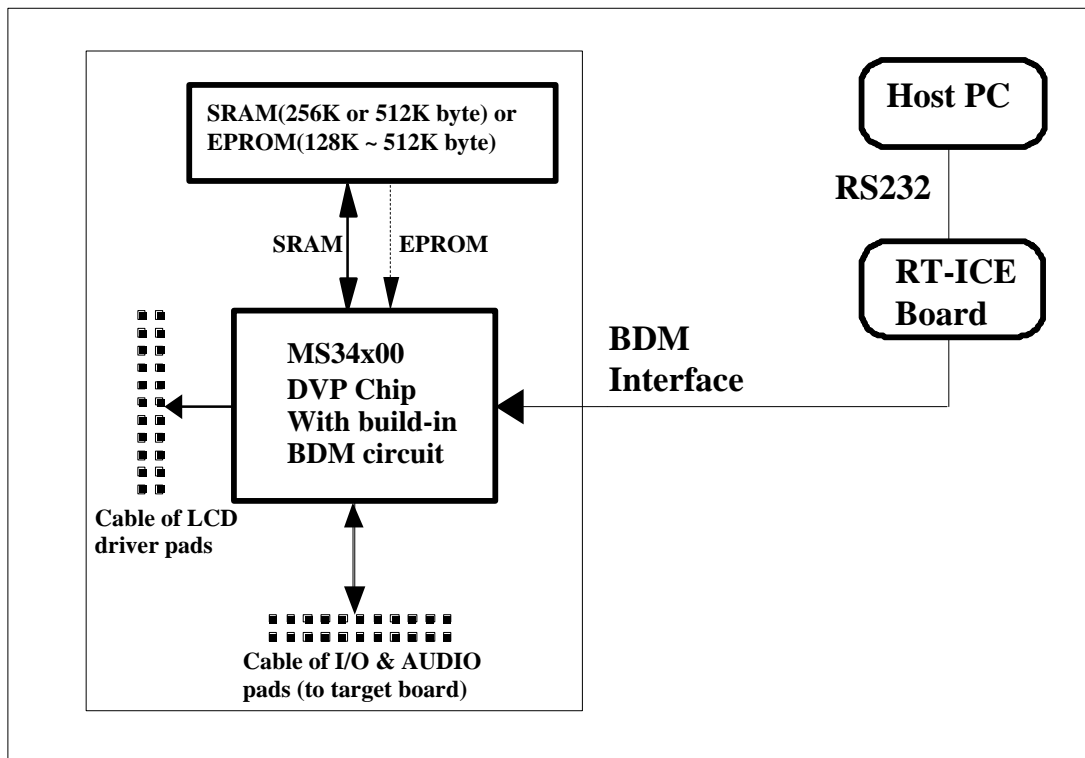 SRAM(256K or 512K byte) or
EPROM(128K ~ 512K byte)
Host PC
RS232
SRAM
EPROM
RT-ICE
Board
MS34x00
DVP Chip
With build-in
BDM circuit
BDM
Interface
Cable of LCD
driver pads
Cable of I/O & AUDIO
pads (to target board)